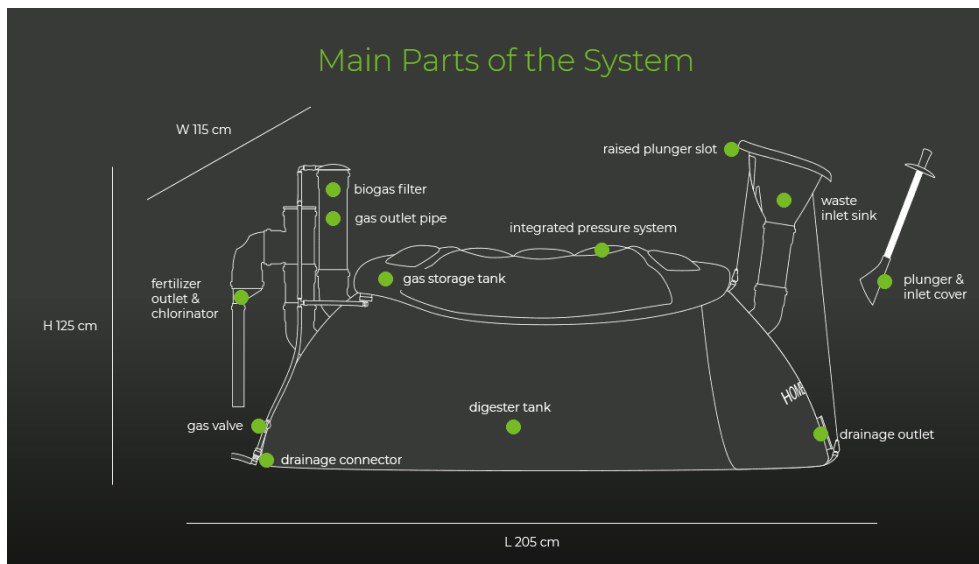 Main Parts of the System
W 115 cm
raised plunger slot
biogas filter
waste
inlet sink
gas outlet pipe
integrated pressure system
gas storage tank
fertilizer
outlet &
chlorinator
plunger &
inlet cover
H 125 cm
HOME
digester tank
gas valve
drainage outlet
drainage connector
L 205 cm